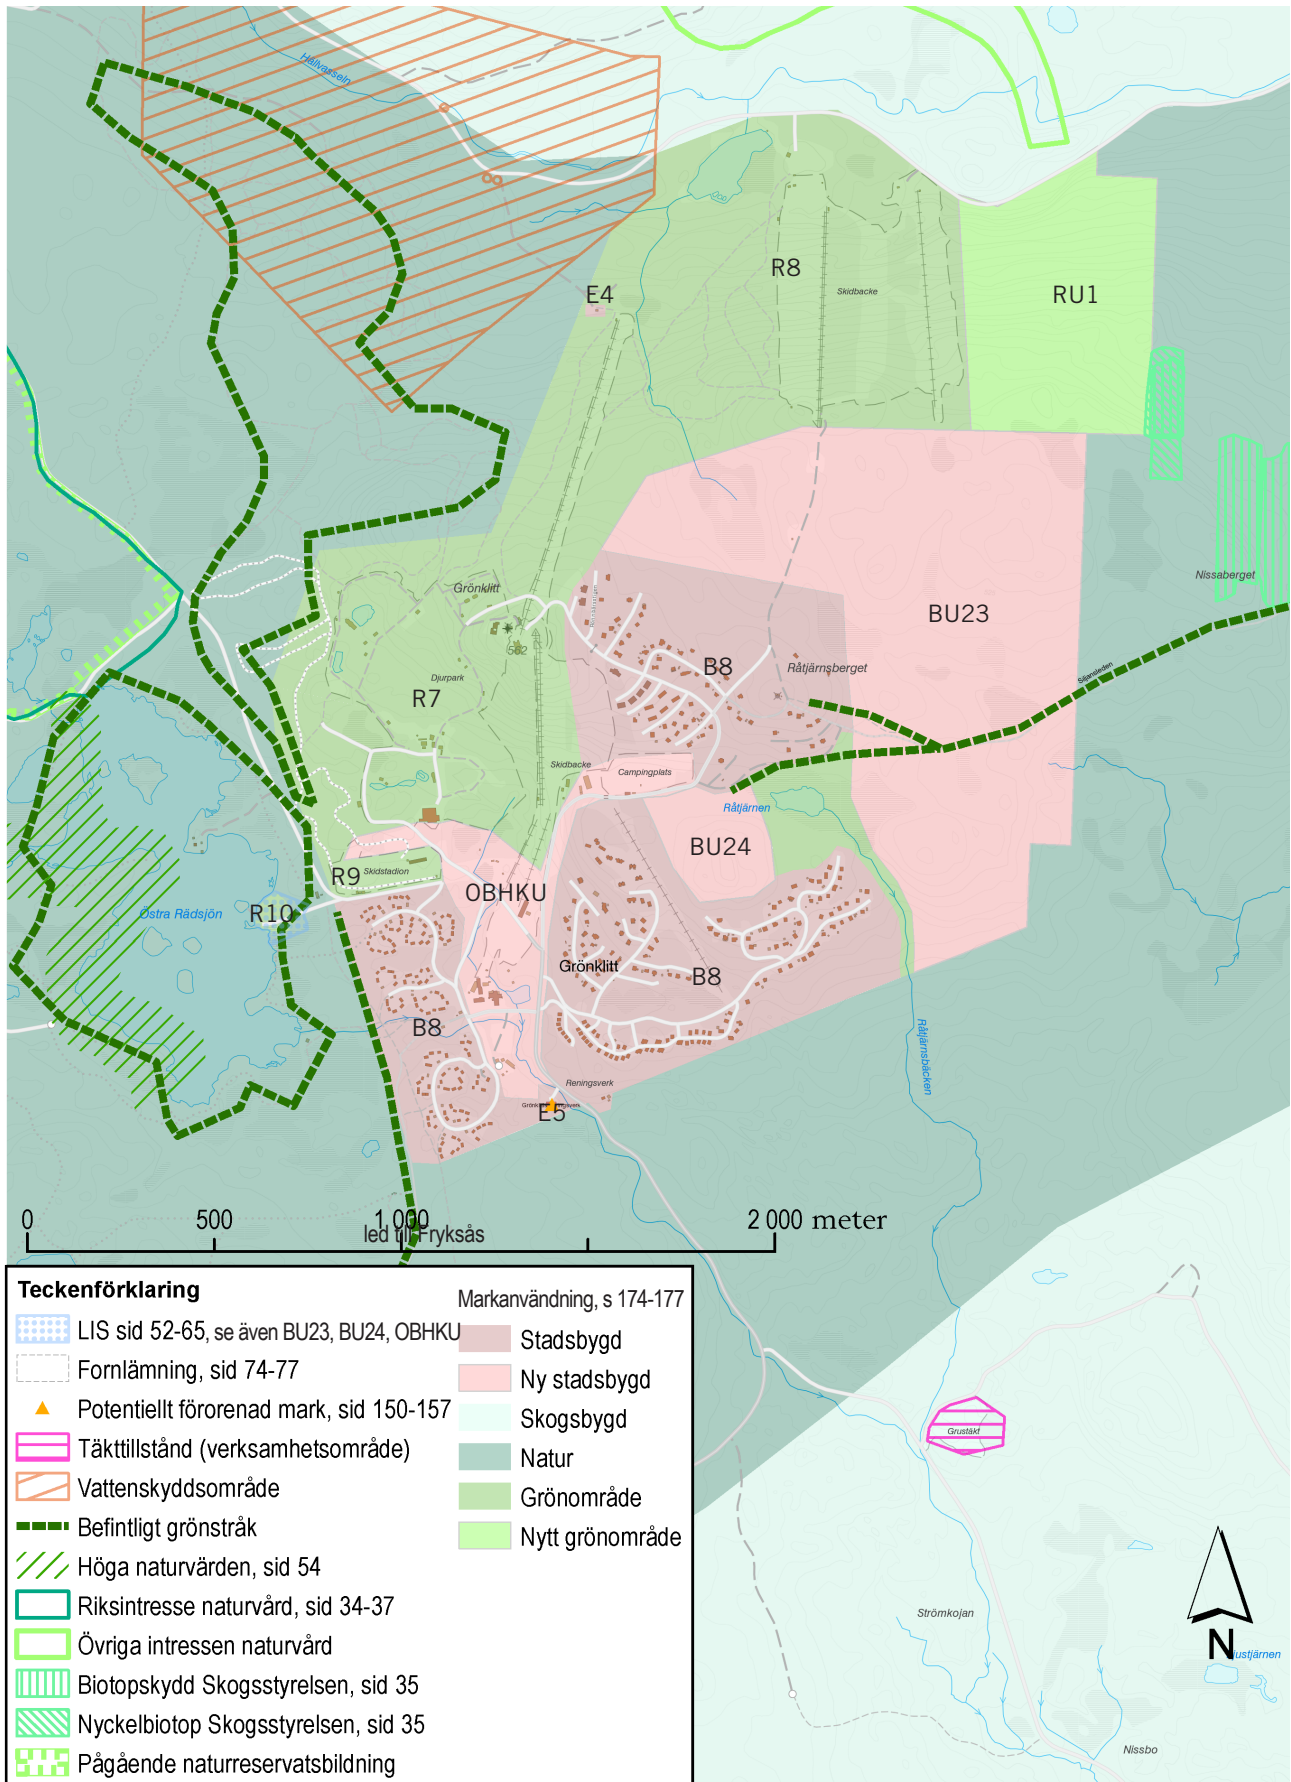 Hållvasseln
R8
E4
Skidbacke
RU1
Nissaberget
Grönklitt
562
BU23
B8
Råtjärnsberget
Siljansleden
Djurpark
R7
Skidbacke
Campingplats
Råtjärnen
BU24
R9
Skidstadion
OBHKU
R10
Östra Rädsjön
Grönklitt
B8
B8
Råtjärnsbäcken
Reningsverk
E5
0 500 1 000 2 000 meter
led till Fryksås
Teckenförklaring
LIS sid 52-65, se även BU23, BU24, OBHKU
Fornlämning, sid 74-77
Potentiellt förorenad mark, sid 150-157
Täkttillstånd (verksamhetsområde)
Vattenskyddsområde
Befintligt grönstråk
Höga naturvärden, sid 54
Riksintresse naturvård, sid 34-37
Övriga intressen naturvård
Biotopskydd Skogsstyrelsen, sid 35
Nyckelbiotop Skogsstyrelsen, sid 35
Pågående naturreservatsbildning
Markanvändning, s 174-177
Stadsbygd
Ny stadsbygd
Skogsbygd
Natur
Grönområde
Nytt grönområde
Grustäkt
Strömkojan
N
Nissbo